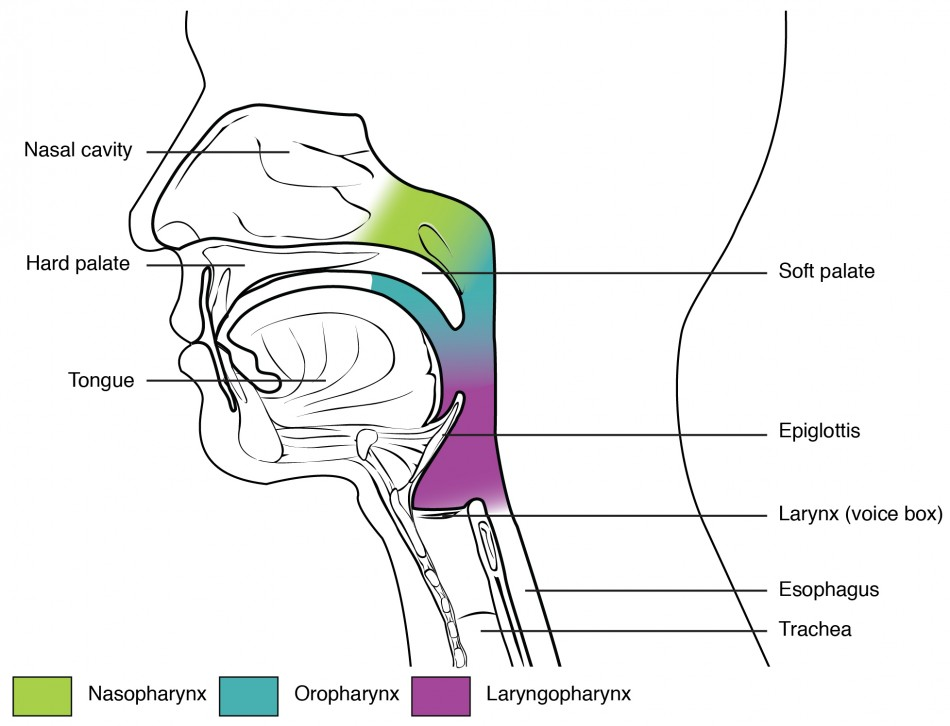 Nasal cavity
Hard palate
Soft palate
Tongue
Epiglottis
Larynx (voice box)
Esophagus
Trachea
Nasopharynx Oropharynx Laryngopharynx